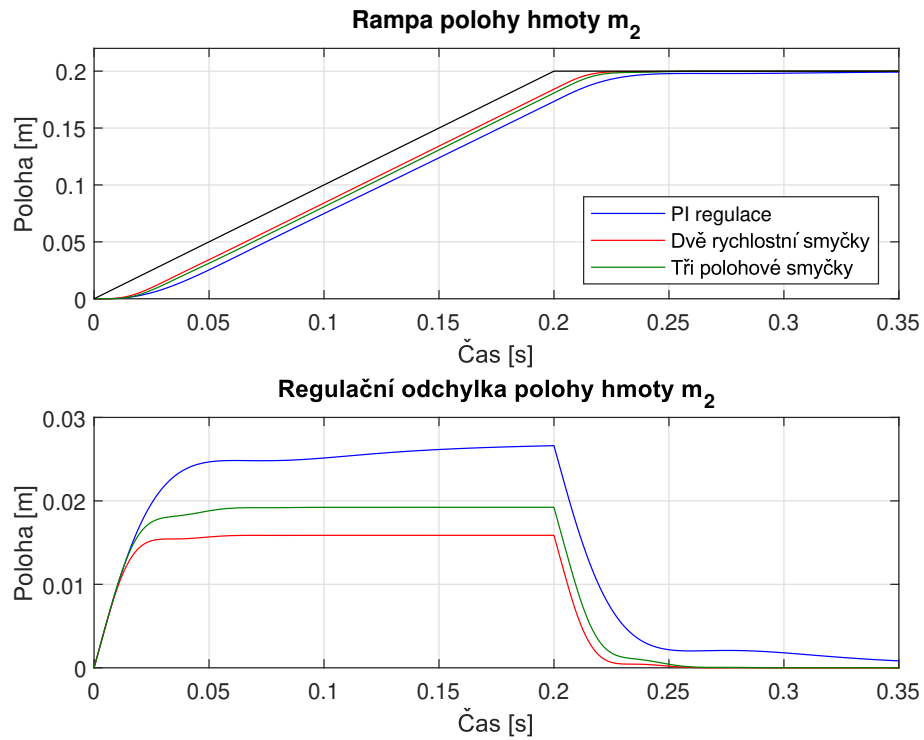 Rampa polohy hmoty m2
0.2
0.15
0.1
0.05
0
Poloha [m]
PI regulace
Dvě rychlostní smyčky
Tři polohové smyčky
0 0.05 0.1 0.15 0.2 0.25 0.3 0.35
Čas [s]
Regulační odchylka polohy hmoty m2
0.03
0.02
0.01
0
Poloha [m]
0 0.05 0.1 0.15 0.2 0.25 0.3 0.35
Čas [s]